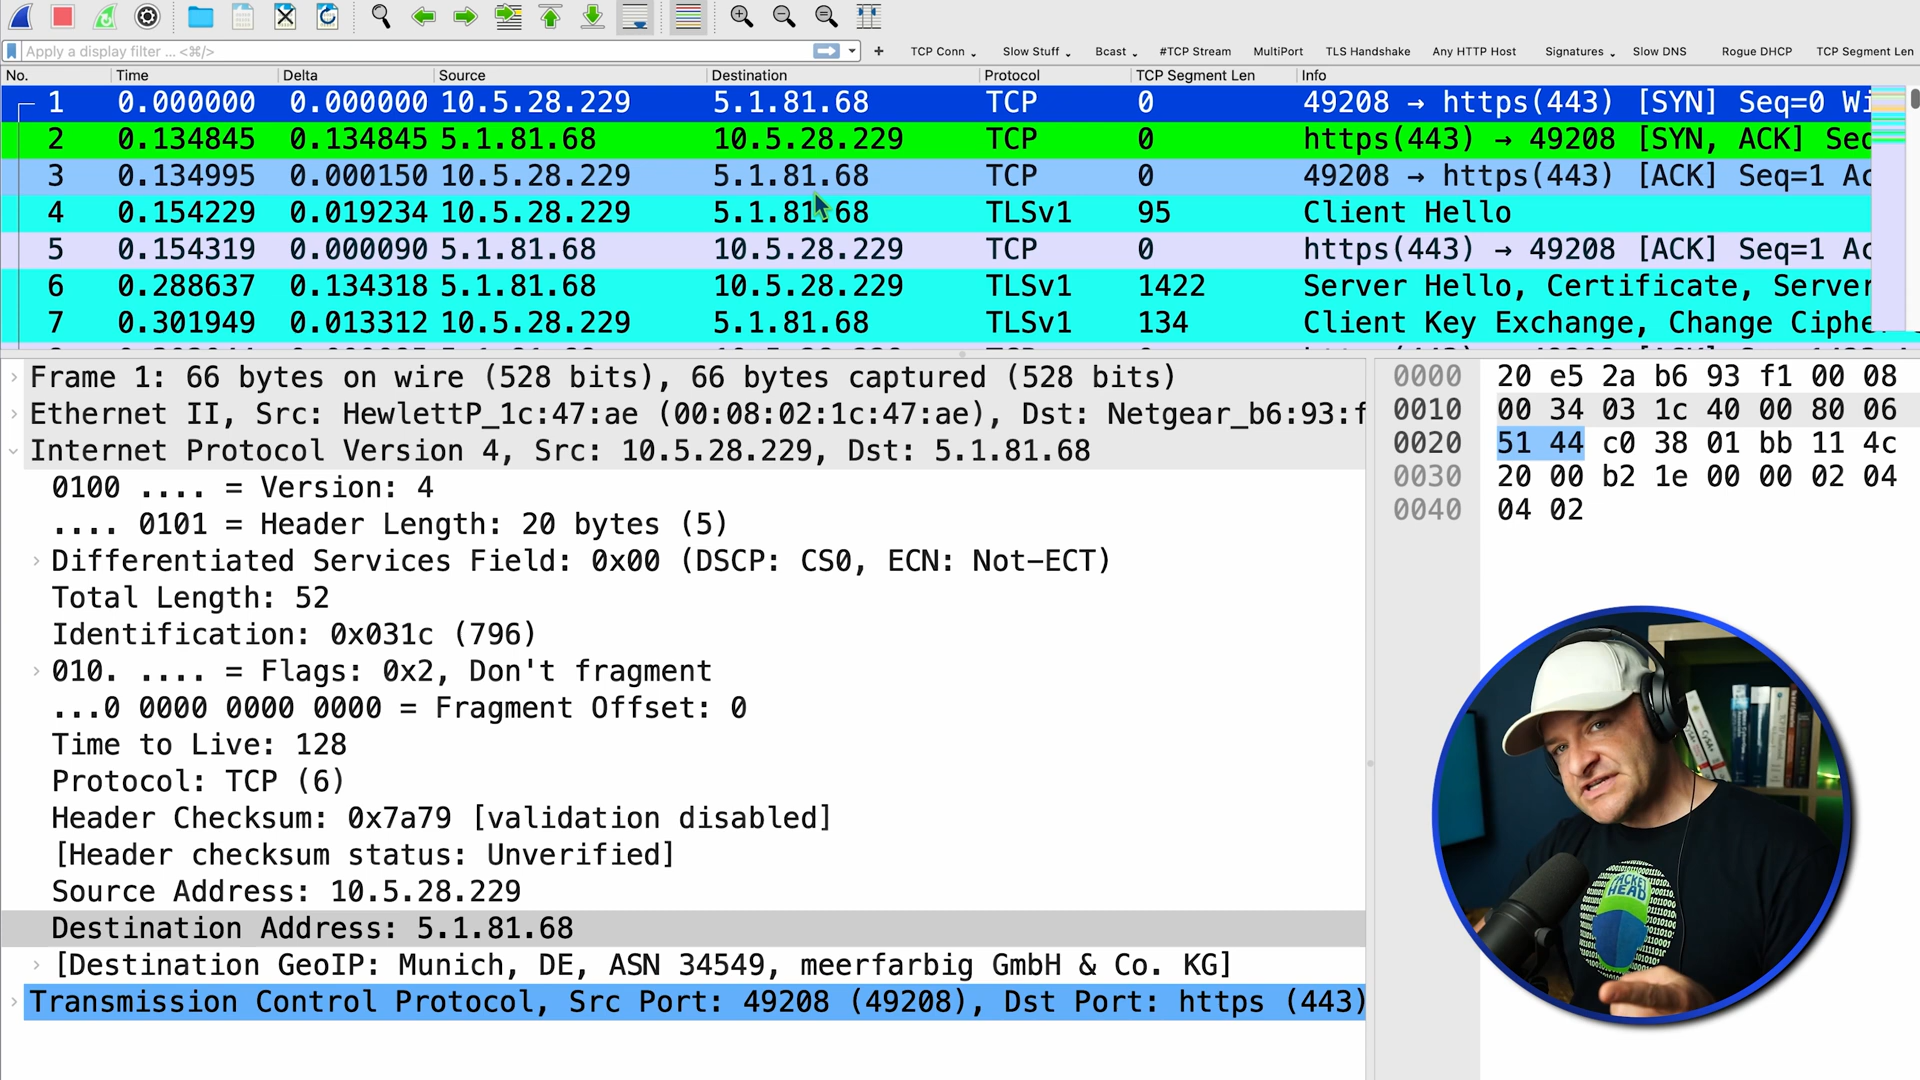 Apply a display filter ... <⌘/>
+ TCP Conn Slow Stuff Bcast #TCP Stream MultiPort TLS Handshake Any HTTP Host Signatures Slow DNS Rogue DHCP TCP Segment Len
No. Time Delta Source Destination Protocol TCP Segment Len Info
1 0.000000 0.000000 10.5.28.229 5.1.81.68 TCP 0 49208 → https(443) [SYN] Seq=0 Wi
2 0.134845 0.134845 5.1.81.68 10.5.28.229 TCP 0 https(443) → 49208 [SYN, ACK] Seq
3 0.134995 0.000150 10.5.28.229 5.1.81.68 TCP 0 49208 → https(443) [ACK] Seq=1 Ac
4 0.154229 0.019234 10.5.28.229 5.1.81.68 TLSv1 95 Client Hello
5 0.154319 0.000090 5.1.81.68 10.5.28.229 TCP 0 https(443) → 49208 [ACK] Seq=1 Ac
6 0.288637 0.134318 5.1.81.68 10.5.28.229 TLSv1 1422 Server Hello, Certificate, Server
7 0.301949 0.013312 10.5.28.229 5.1.81.68 TLSv1 134 Client Key Exchange, Change Ciphe
Frame 1: 66 bytes on wire (528 bits), 66 bytes captured (528 bits)
Ethernet II, Src: HewlettP_1c:47:ae (00:08:02:1c:47:ae), Dst: Netgear_b6:93:f
Internet Protocol Version 4, Src: 10.5.28.229, Dst: 5.1.81.68
0100 .... = Version: 4
.... 0101 = Header Length: 20 bytes (5)
Differentiated Services Field: 0x00 (DSCP: CS0, ECN: Not-ECT)
Total Length: 52
Identification: 0x031c (796)
010. .... = Flags: 0x2, Don't fragment
...0 0000 0000 0000 = Fragment Offset: 0
Time to Live: 128
Protocol: TCP (6)
Header Checksum: 0x7a79 [validation disabled]
[Header checksum status: Unverified]
Source Address: 10.5.28.229
Destination Address: 5.1.81.68
[Destination GeoIP: Munich, DE, ASN 34549, meerfarbig GmbH & Co. KG]
Transmission Control Protocol, Src Port: 49208 (49208), Dst Port: https (443)
0000 20 e5 2a b6 93 f1 00 08
0010 00 34 03 1c 40 00 80 06
0020 51 44 c0 38 01 bb 11 4c
0030 20 00 b2 1e 00 00 02 04
0040 04 02
PACKET
HEAD